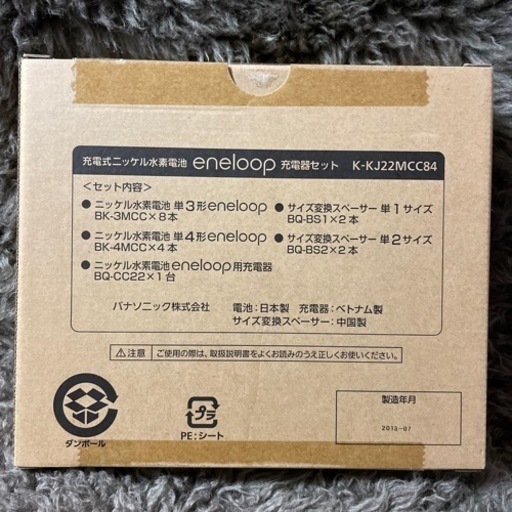 充電式ニッケル水素電池 eneloop 充電器セット K-KJ22MCC84
<セット内容>
● ニッケル水素電池 単3形eneloop
BK-3MCC×8本
● ニッケル水素電池 単4形eneloop
BK-4MCC×4本
● ニッケル水素電池eneloop用充電器
BQ-CC22×1台
● サイズ変換スペーサー 単1サイズ
BQ-BS1×2本
● サイズ変換スペーサー 単2サイズ
BQ-BS2×2本
パナソニック株式会社
電池:日本製 充電器:ベトナム製
サイズ変換スペーサー:中国製
⚠注意 ご使用の際は、取扱説明書をよくお読みのうえ正しくお使いください。
ダンボール
プラ
PE:シート
製造年月
2013-07